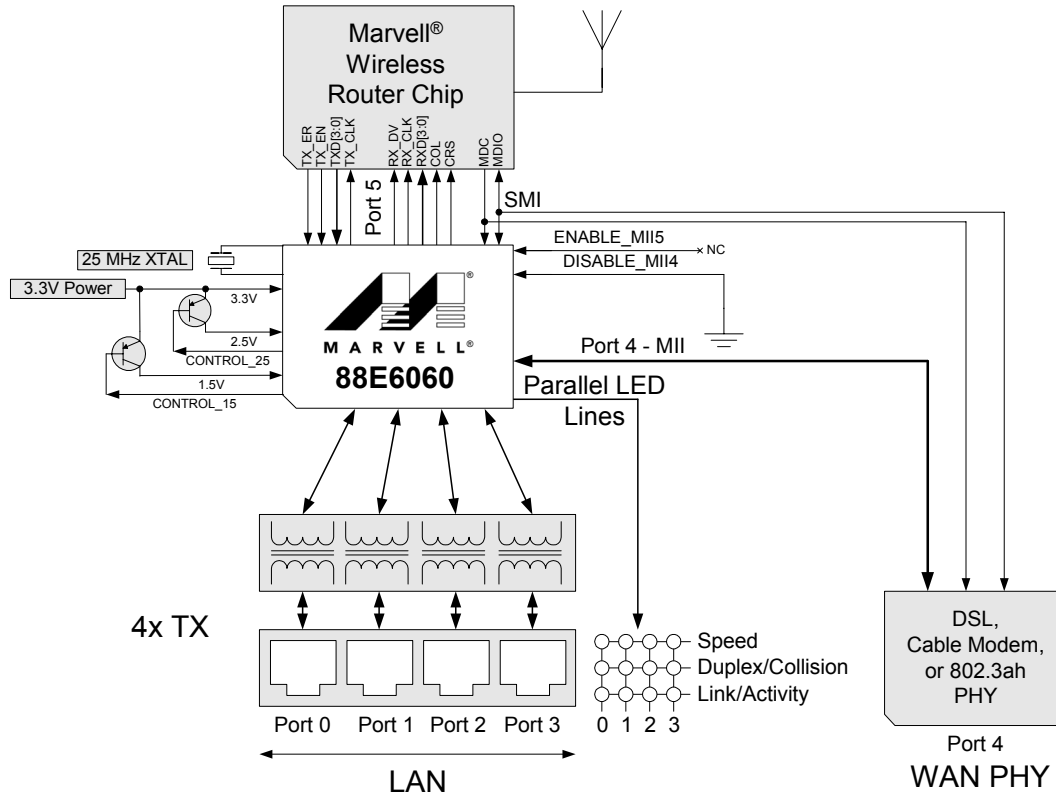 Marvell®
Wireless
Router Chip
TX_ER
TX_EN
TXD[3:0]
TX_CLK
RX_DV
RX_CLK
RXD[3:0]
COL
CRS
MDC
MDIO
Port 5
SMI
ENABLE_MII5
NC
DISABLE_MII4
25 MHz XTAL
3.3V Power
3.3V
2.5V
CONTROL_25
1.5V
CONTROL_15
®
MARVELL®
88E6060
Port 4 - MII
Parallel LED
Lines
4x TX
Port 0 Port 1 Port 2 Port 3
LAN
Speed
Duplex/Collision
Link/Activity
0 1 2 3
DSL,
Cable Modem,
or 802.3ah
PHY
Port 4
WAN PHY